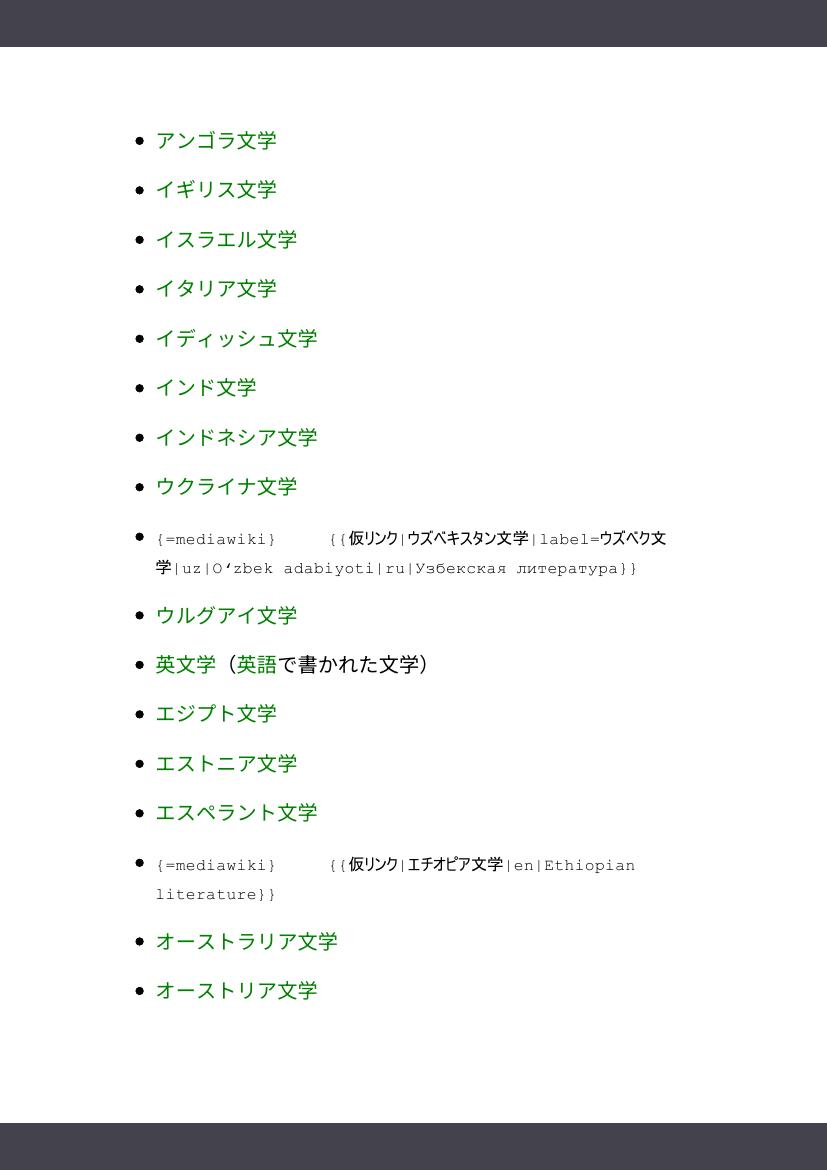 • アンゴラ文学
• イギリス文学
• イスラエル文学
• イタリア文学
• イディッシュ文学
• インド文学
• インドネシア文学
• ウクライナ文学
• {=mediawiki} {{仮リンク|ウズベキスタン文学|label=ウズベク文
学|uz|Oʻzbek adabiyoti|ru|Узбекская литература}}
• ウルグアイ文学
• 英文学（英語で書かれた文学）
• エジプト文学
• エストニア文学
• エスペラント文学
• {=mediawiki} {{仮リンク|エチオピア文学|en|Ethiopian
literature}}
• オーストラリア文学
• オーストリア文学